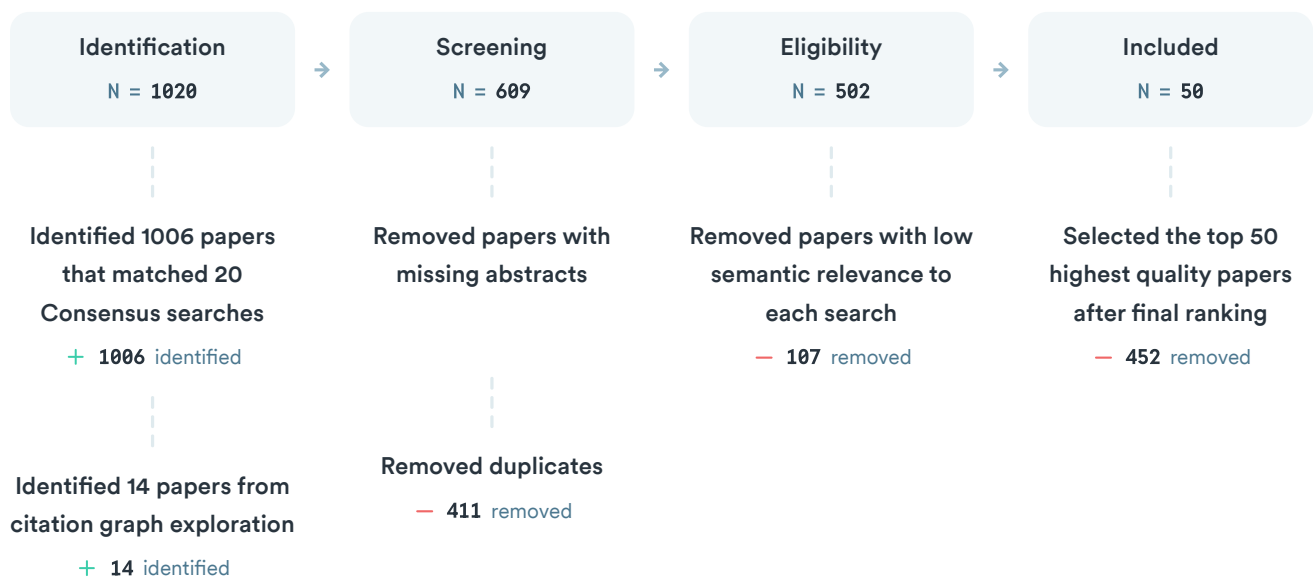 Identification
N = 1020
Identified 1006 papers
that matched 20
Consensus searches
+ 1006 identified
Identified 14 papers from
citation graph exploration
+ 14 identified
Screening
N = 609
Removed papers with
missing abstracts
Removed duplicates
— 411 removed
Eligibility
N = 502
Removed papers with low
semantic relevance to
each search
— 107 removed
Included
N = 50
Selected the top 50
highest quality papers
after final ranking
— 452 removed